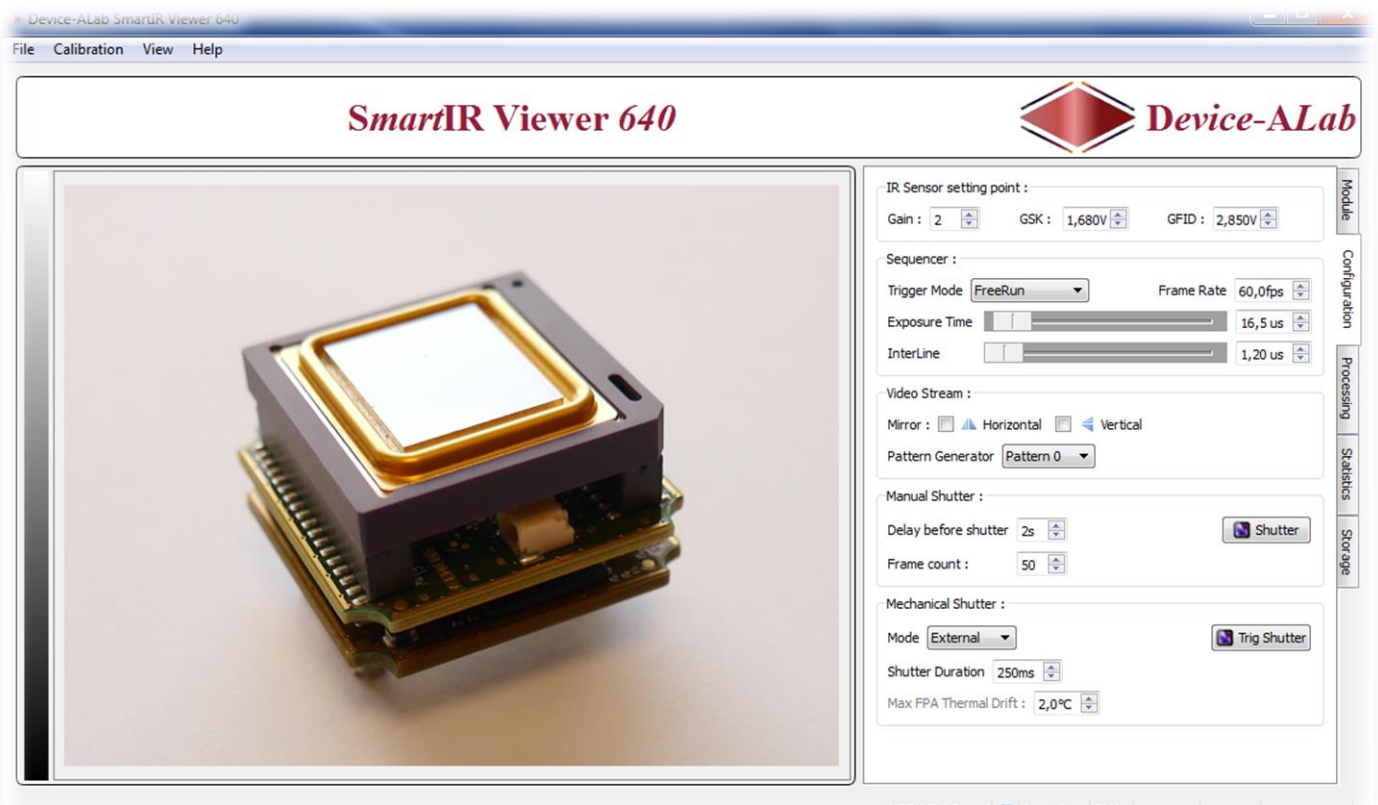 Device-ALab SmartIR Viewer 640
File Calibration View Help
SmartIR Viewer 640
Device-ALab
IR Sensor setting point :
Gain : 2 GSK : 1,680V GFID : 2,850V
Sequencer :
Trigger Mode FreeRun Frame Rate 60,0fps
Exposure Time 16,5 us
InterLine 1,20 us
Video Stream :
Mirror : Horizontal Vertical
Pattern Generator Pattern 0
Manual Shutter :
Delay before shutter 2s Shutter
Frame count : 50
Mechanical Shutter :
Mode External Trig Shutter
Shutter Duration 250ms
Max FPA Thermal Drift : 2,0°C
Module
Configuration
Processing
Statistics
Storage